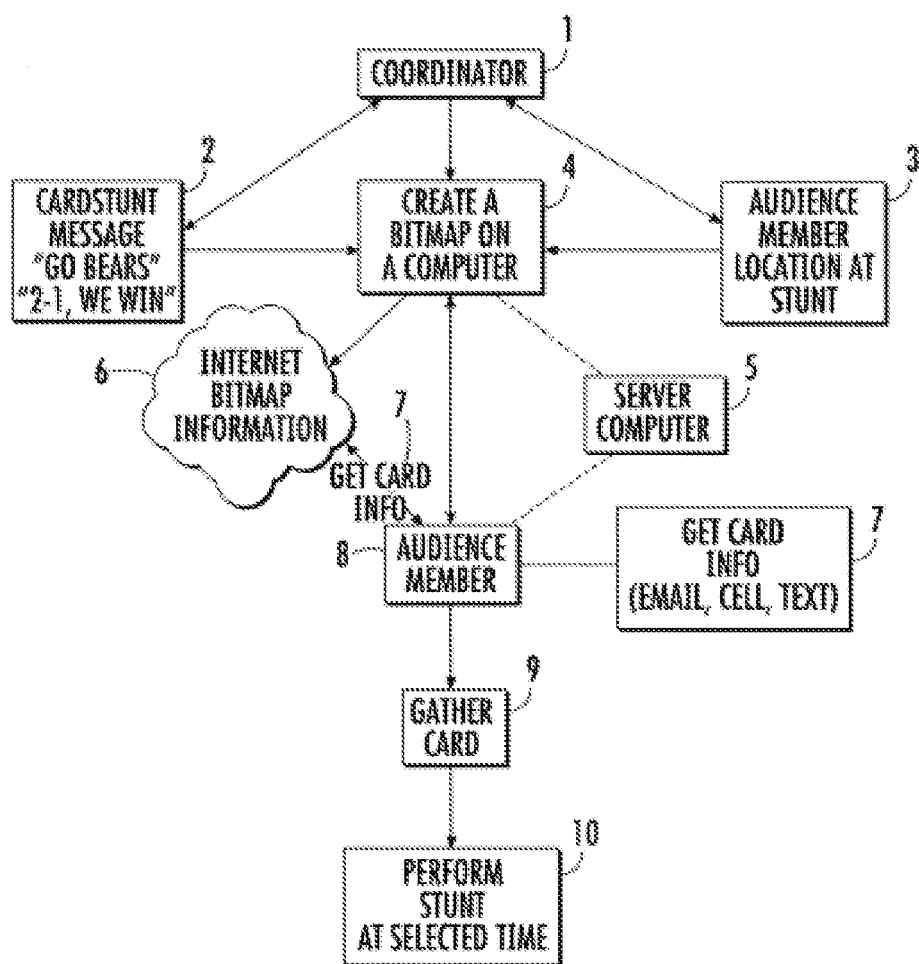 1
COORDINATOR
2
CARDSTUNT
MESSAGE
"GO BEARS"
"2-1, WE WIN"
4
CREATE A
BITMAP ON
A COMPUTER
3
AUDIENCE
MEMBER
LOCATION AT
STUNT
6
INTERNET
BITMAP
INFORMATION
5
SERVER
COMPUTER
7
GET CARD
INFO
8
AUDIENCE
MEMBER
7
GET CARD
INFO
(EMAIL, CELL, TEXT)
9
GATHER
CARD
10
PERFORM
STUNT
AT SELECTED TIME